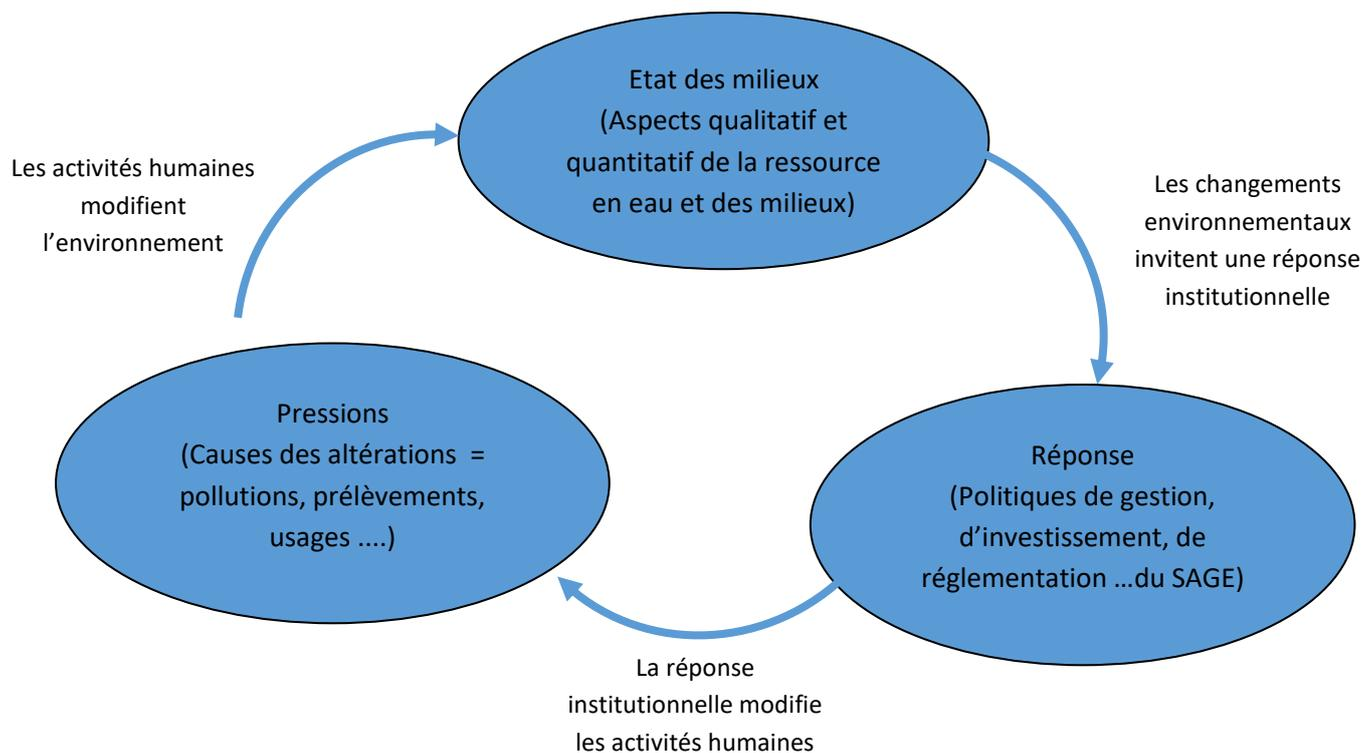 Etat des milieux
(Aspects qualitatif et
quantitatif de la ressource
en eau et des milieux)
Les activités humaines
modifient
l’environnement
Les changements
environnementaux
invitent une réponse
institutionnelle
Pressions
(Causes des altérations =
pollutions, prélèvements,
usages ....)
Réponse
(Politiques de gestion,
d’investissement, de
réglementation …du SAGE)
La réponse
institutionnelle modifie
les activités humaines